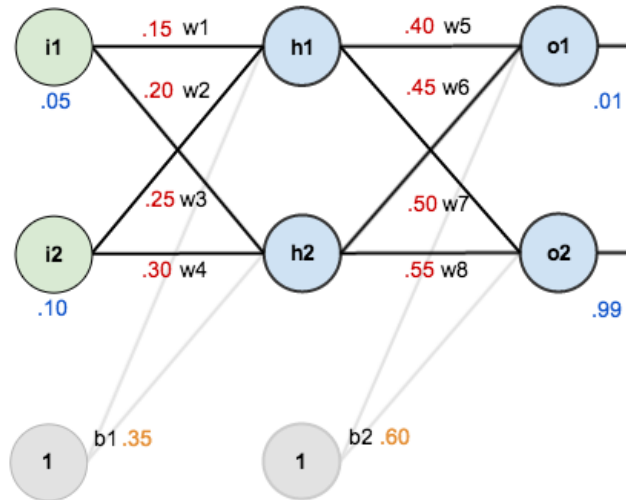 .15 w1
.40 w5
i1
h1
o1
.20 w2
.45 w6
.05
.01
.25 w3
.50 w7
i2
h2
o2
.30 w4
.55 w8
.10
.99
b1 .35
b2 .60
1
1